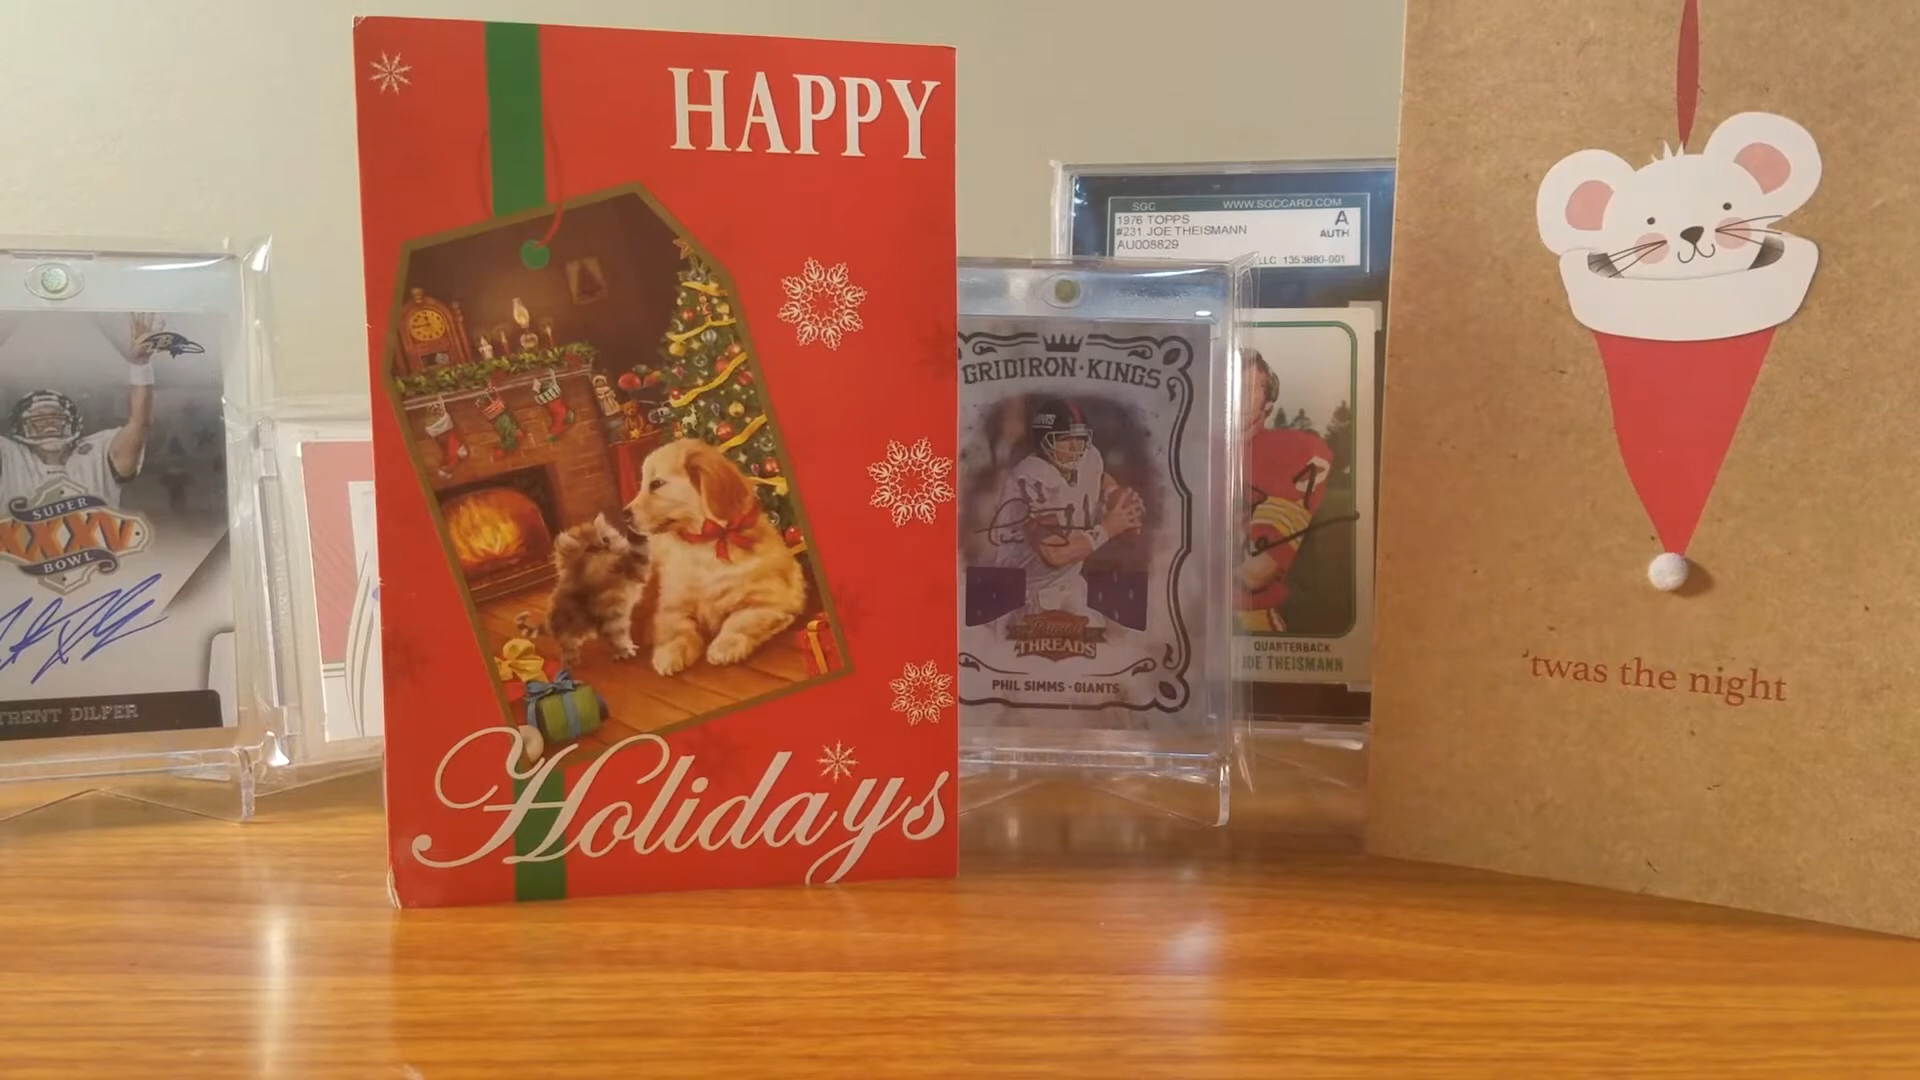 HAPPY
Holidays
SUPER
XXXV
BOWL
TRENT DILFER
GRIDIRON·KINGS
THREADS
PHIL SIMMS·GIANTS
SGC WWW.SGCCARD.COM
1976 TOPPS A
#231 JOE THEISMANN AUTH
AU008829
LLC 1353880-001
QUARTERBACK
JOE THEISMANN
'twas the night